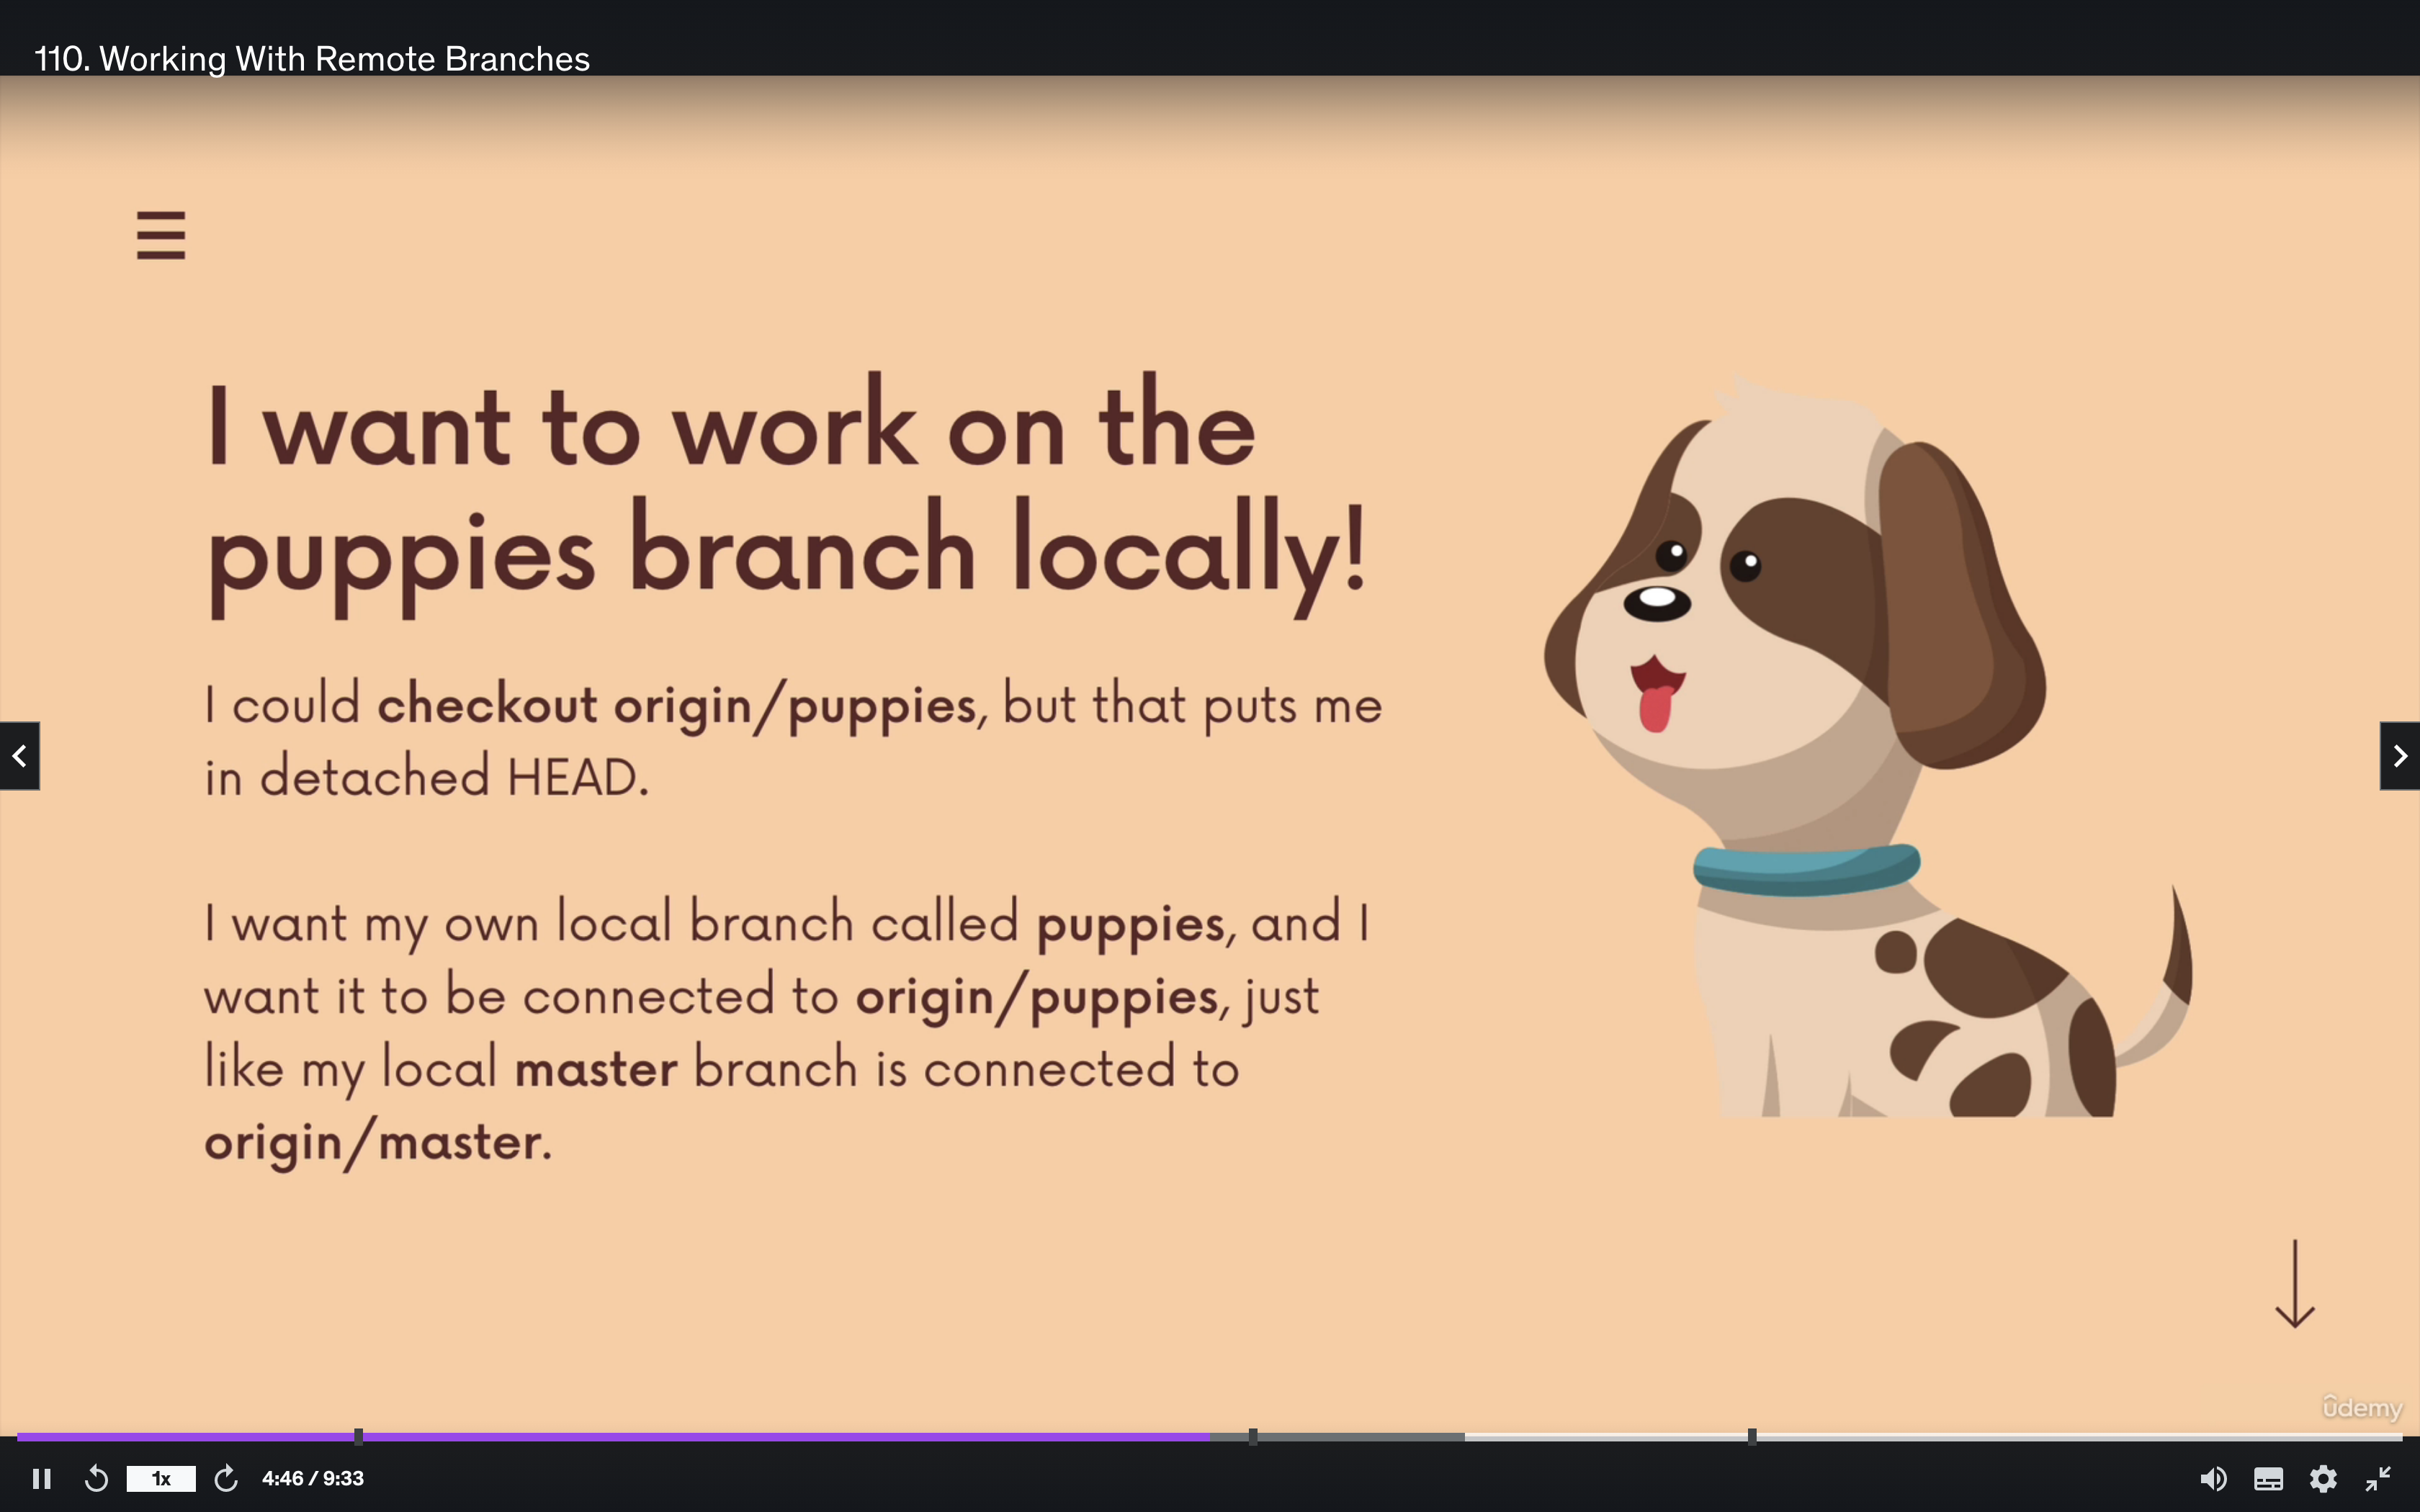 110. Working With Remote Branches
I want to work on the
puppies branch locally!
I could checkout origin/puppies, but that puts me
in detached HEAD.
I want my own local branch called puppies, and I
want it to be connected to origin/puppies, just
like my local master branch is connected to
origin/master.
ûdemy
1x
4:46 / 9:33